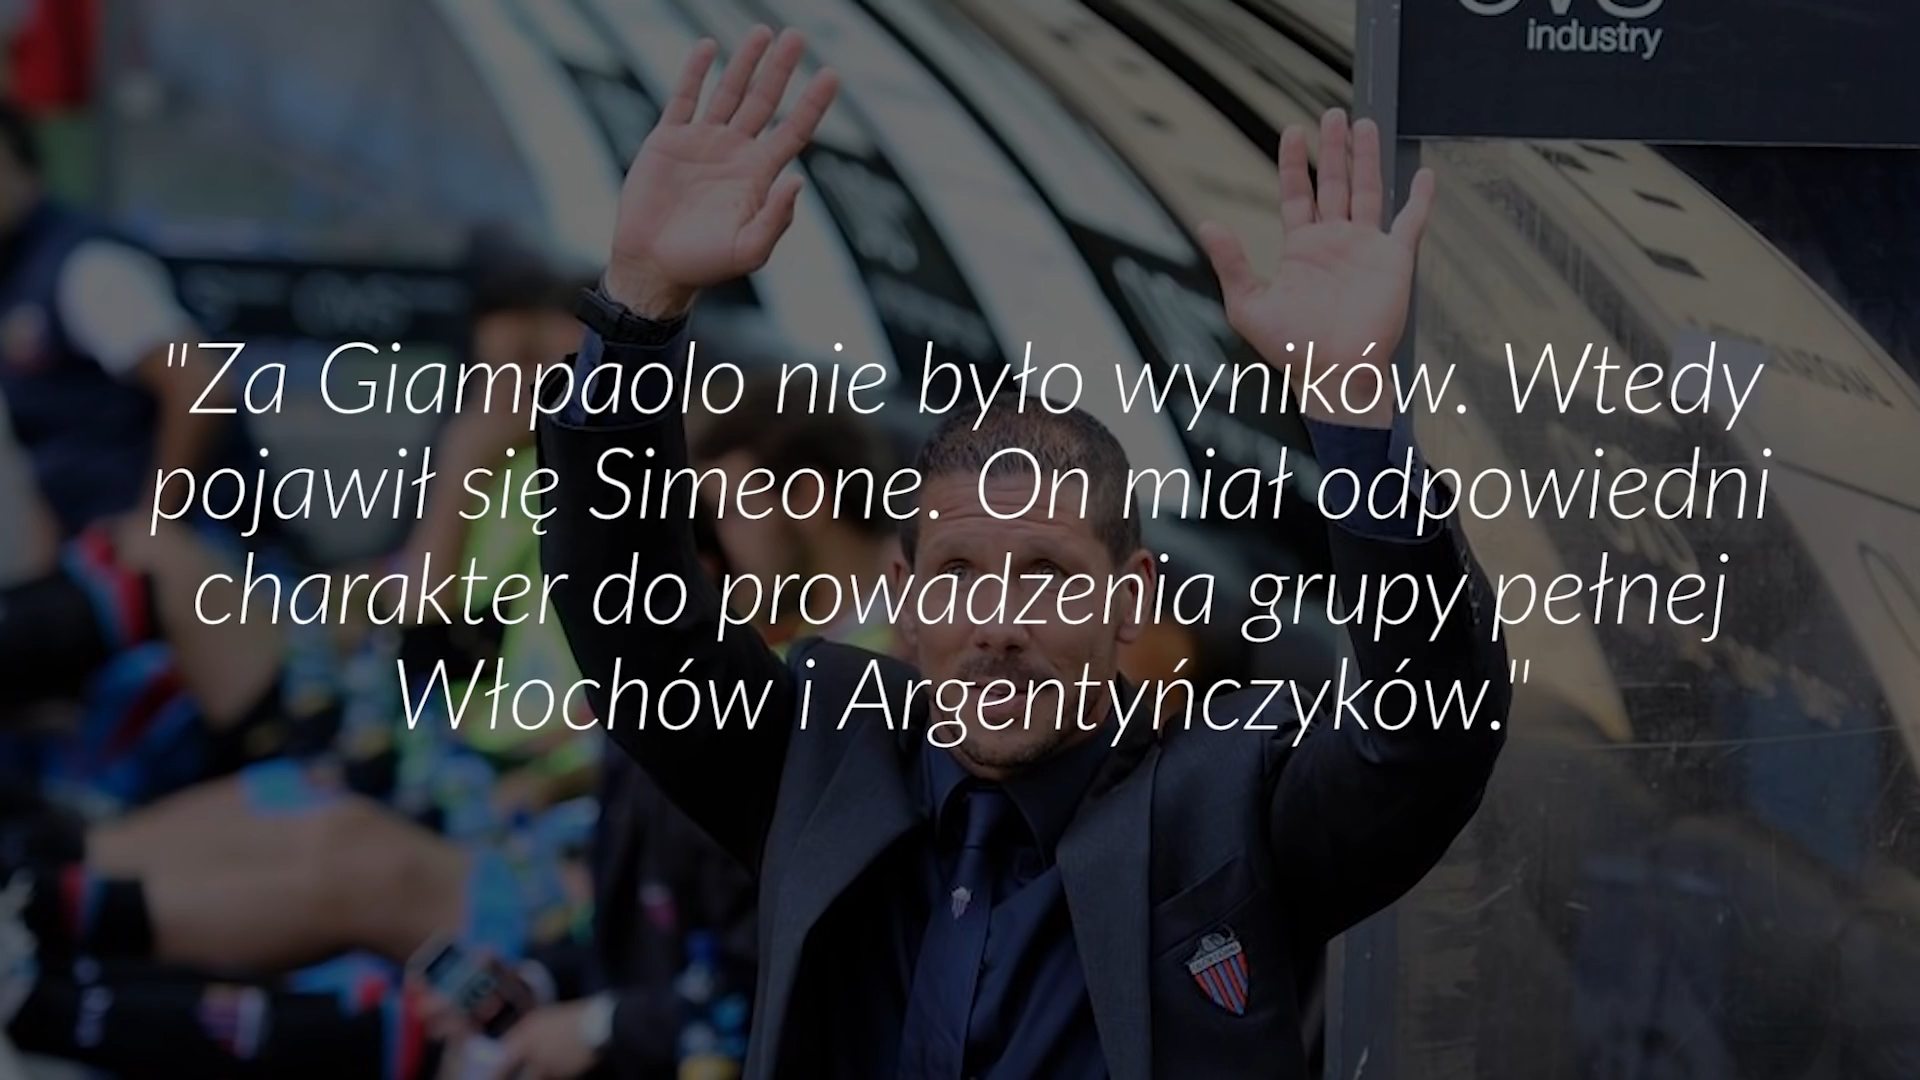 industry
"Za Giampaolo nie było wyników. Wtedy
pojawił się Simeone. On miał odpowiedni
charakter do prowadzenia grupy pełnej
Włochów i Argentyńczyków."